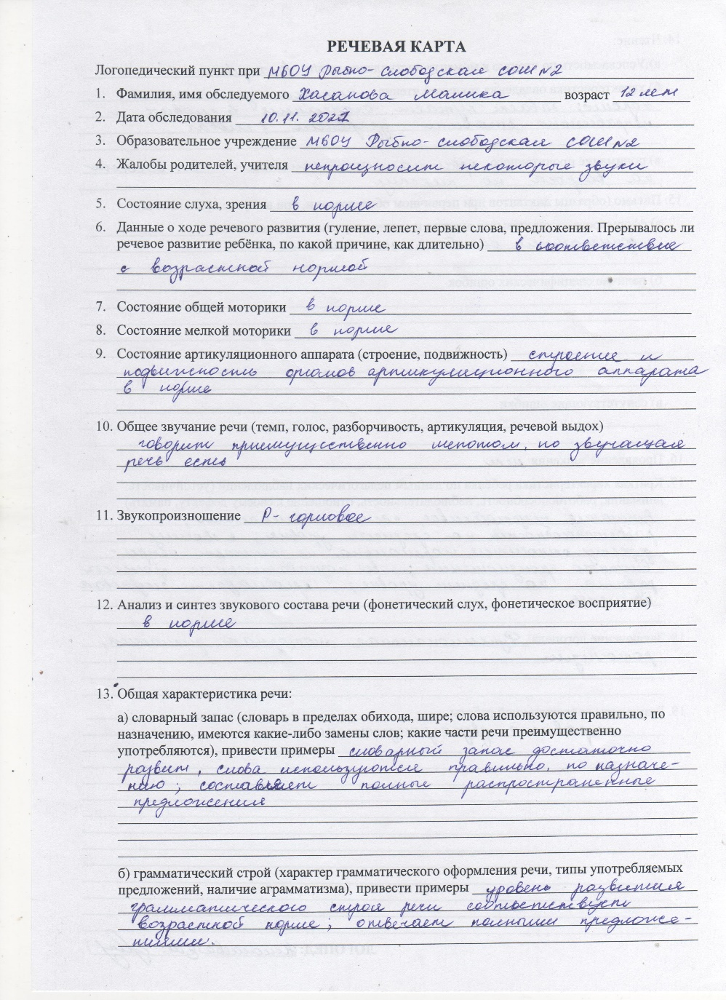 РЕЧЕВАЯ КАРТА
Логопедический пункт при МБОУ Рыбно-Слободская СОШ №2
1. Фамилия, имя обследуемого Хасанова Малика возраст 12 лет
2. Дата обследования 10.11.2021
3. Образовательное учреждение МБОУ Рыбно-Слободская СОШ №2
4. Жалобы родителей, учителя непроизносит некоторые звуки
5. Состояние слуха, зрения в норме
6. Данные о ходе речевого развития (гуление, лепет, первые слова, предложения. Прерывалось ли
речевое развитие ребёнка, по какой причине, как длительно) в соответствие
с возрастной нормой
7. Состояние общей моторики в норме
8. Состояние мелкой моторики в норме
9. Состояние артикуляционного аппарата (строение, подвижность) строение и
подвижность органов артикуляционного аппарата
в норме
10. Общее звучание речи (темп, голос, разборчивость, артикуляция, речевой выдох)
говорит приемущественно шепотом, но звучащая
речь есть
11. Звукопроизношение Р- горловое
12. Анализ и синтез звукового состава речи (фонетический слух, фонетическое восприятие)
в норме
13. Общая характеристика речи:
а) словарный запас (словарь в пределах обихода, шире; слова используются правильно, по
назначению, имеются какие-либо замены слов; какие части речи преимущественно
употребляются), привести примеры словарный запас достаточно
развит, слова используются правильно, по назначе-
нию; составляет полные распространенные
предложения
б) грамматический строй (характер грамматического оформления речи, типы употребляемых
предложений, наличие аграмматизма), привести примеры уровень развития
грамматического строя речи соответствует
возрастной норме; отвечает полными предложе-
ниями.